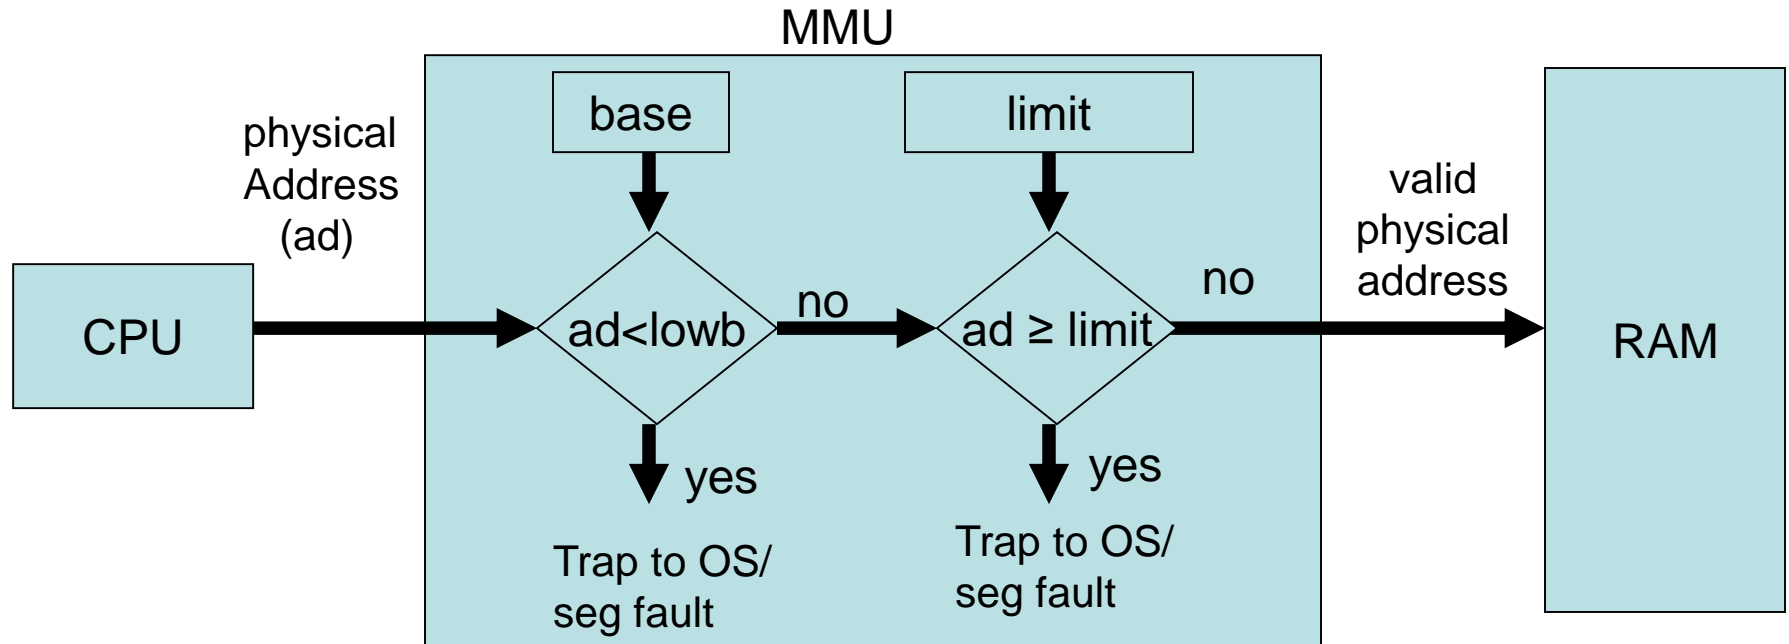 MMU
base
limit
physical
Address
(ad)
valid
physical
address
CPU
ad<lowb
no
ad ≥ limit
no
RAM
yes
yes
Trap to OS/
seg fault
Trap to OS/
seg fault